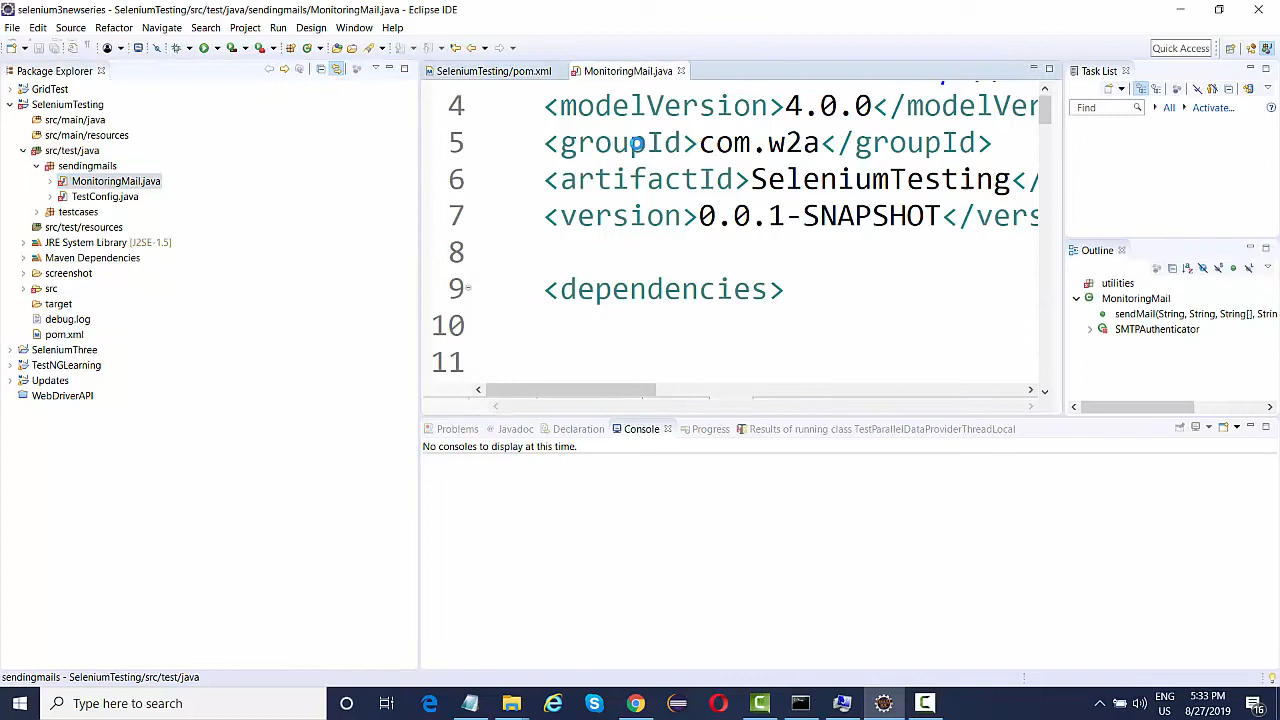 selenium3newseries - SeleniumTesting/src/test/java/sendingmails/MonitoringMail.java - Eclipse IDE
File Edit Source Refactor Navigate Search Project Run Design Window Help
Quick Access
Package Explorer
GridTest
SeleniumTesting
src/main/java
src/main/resources
src/test/java
sendingmails
MonitoringMail.java
TestConfig.java
testcases
src/test/resources
JRE System Library [J2SE-1.5]
Maven Dependencies
screenshot
src
target
debug.log
pom.xml
SeleniumThree
TestNGLearning
Updates
WebDriverAPI
SeleniumTesting/pom.xml MonitoringMail.java
4 <modelVersion>4.0.0</modelVer
5 <groupId>com.w2a</groupId>
6 <artifactId>SeleniumTesting</
7 <version>0.0.1-SNAPSHOT</vers
8
9 <dependencies>
10
11
Task List
Find All Activate...
Outline
utilities
MonitoringMail
sendMail(String, String, String[], Strin
SMTPAuthenticator
Problems Javadoc Declaration Console Progress Results of running class TestParallelDataProviderThreadLocal
No consoles to display at this time.
sendingmails - SeleniumTesting/src/test/java
Type here to search
ENG
US
5:33 PM
8/27/2019
16